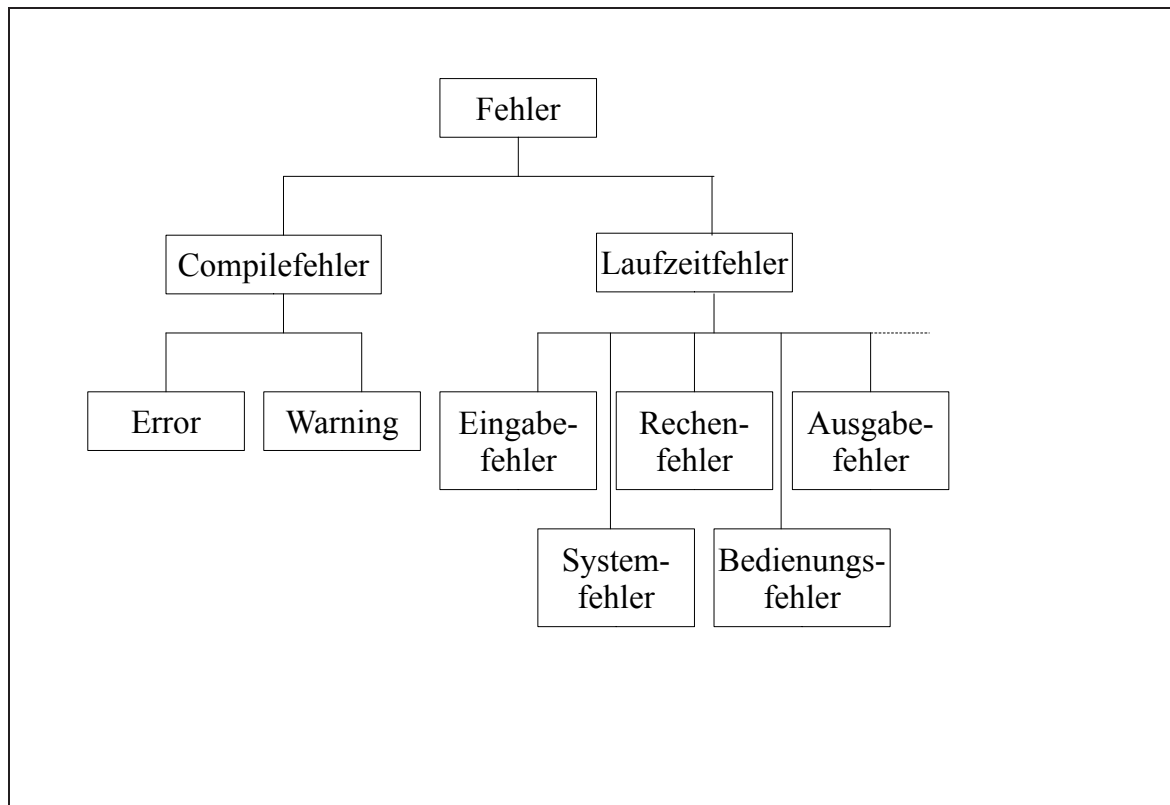 Fehler
Compilefehler
Laufzeitfehler
Error
Warning
Eingabe-
fehler
Rechen-
fehler
Ausgabe-
fehler
System-
fehler
Bedienungs-
fehler